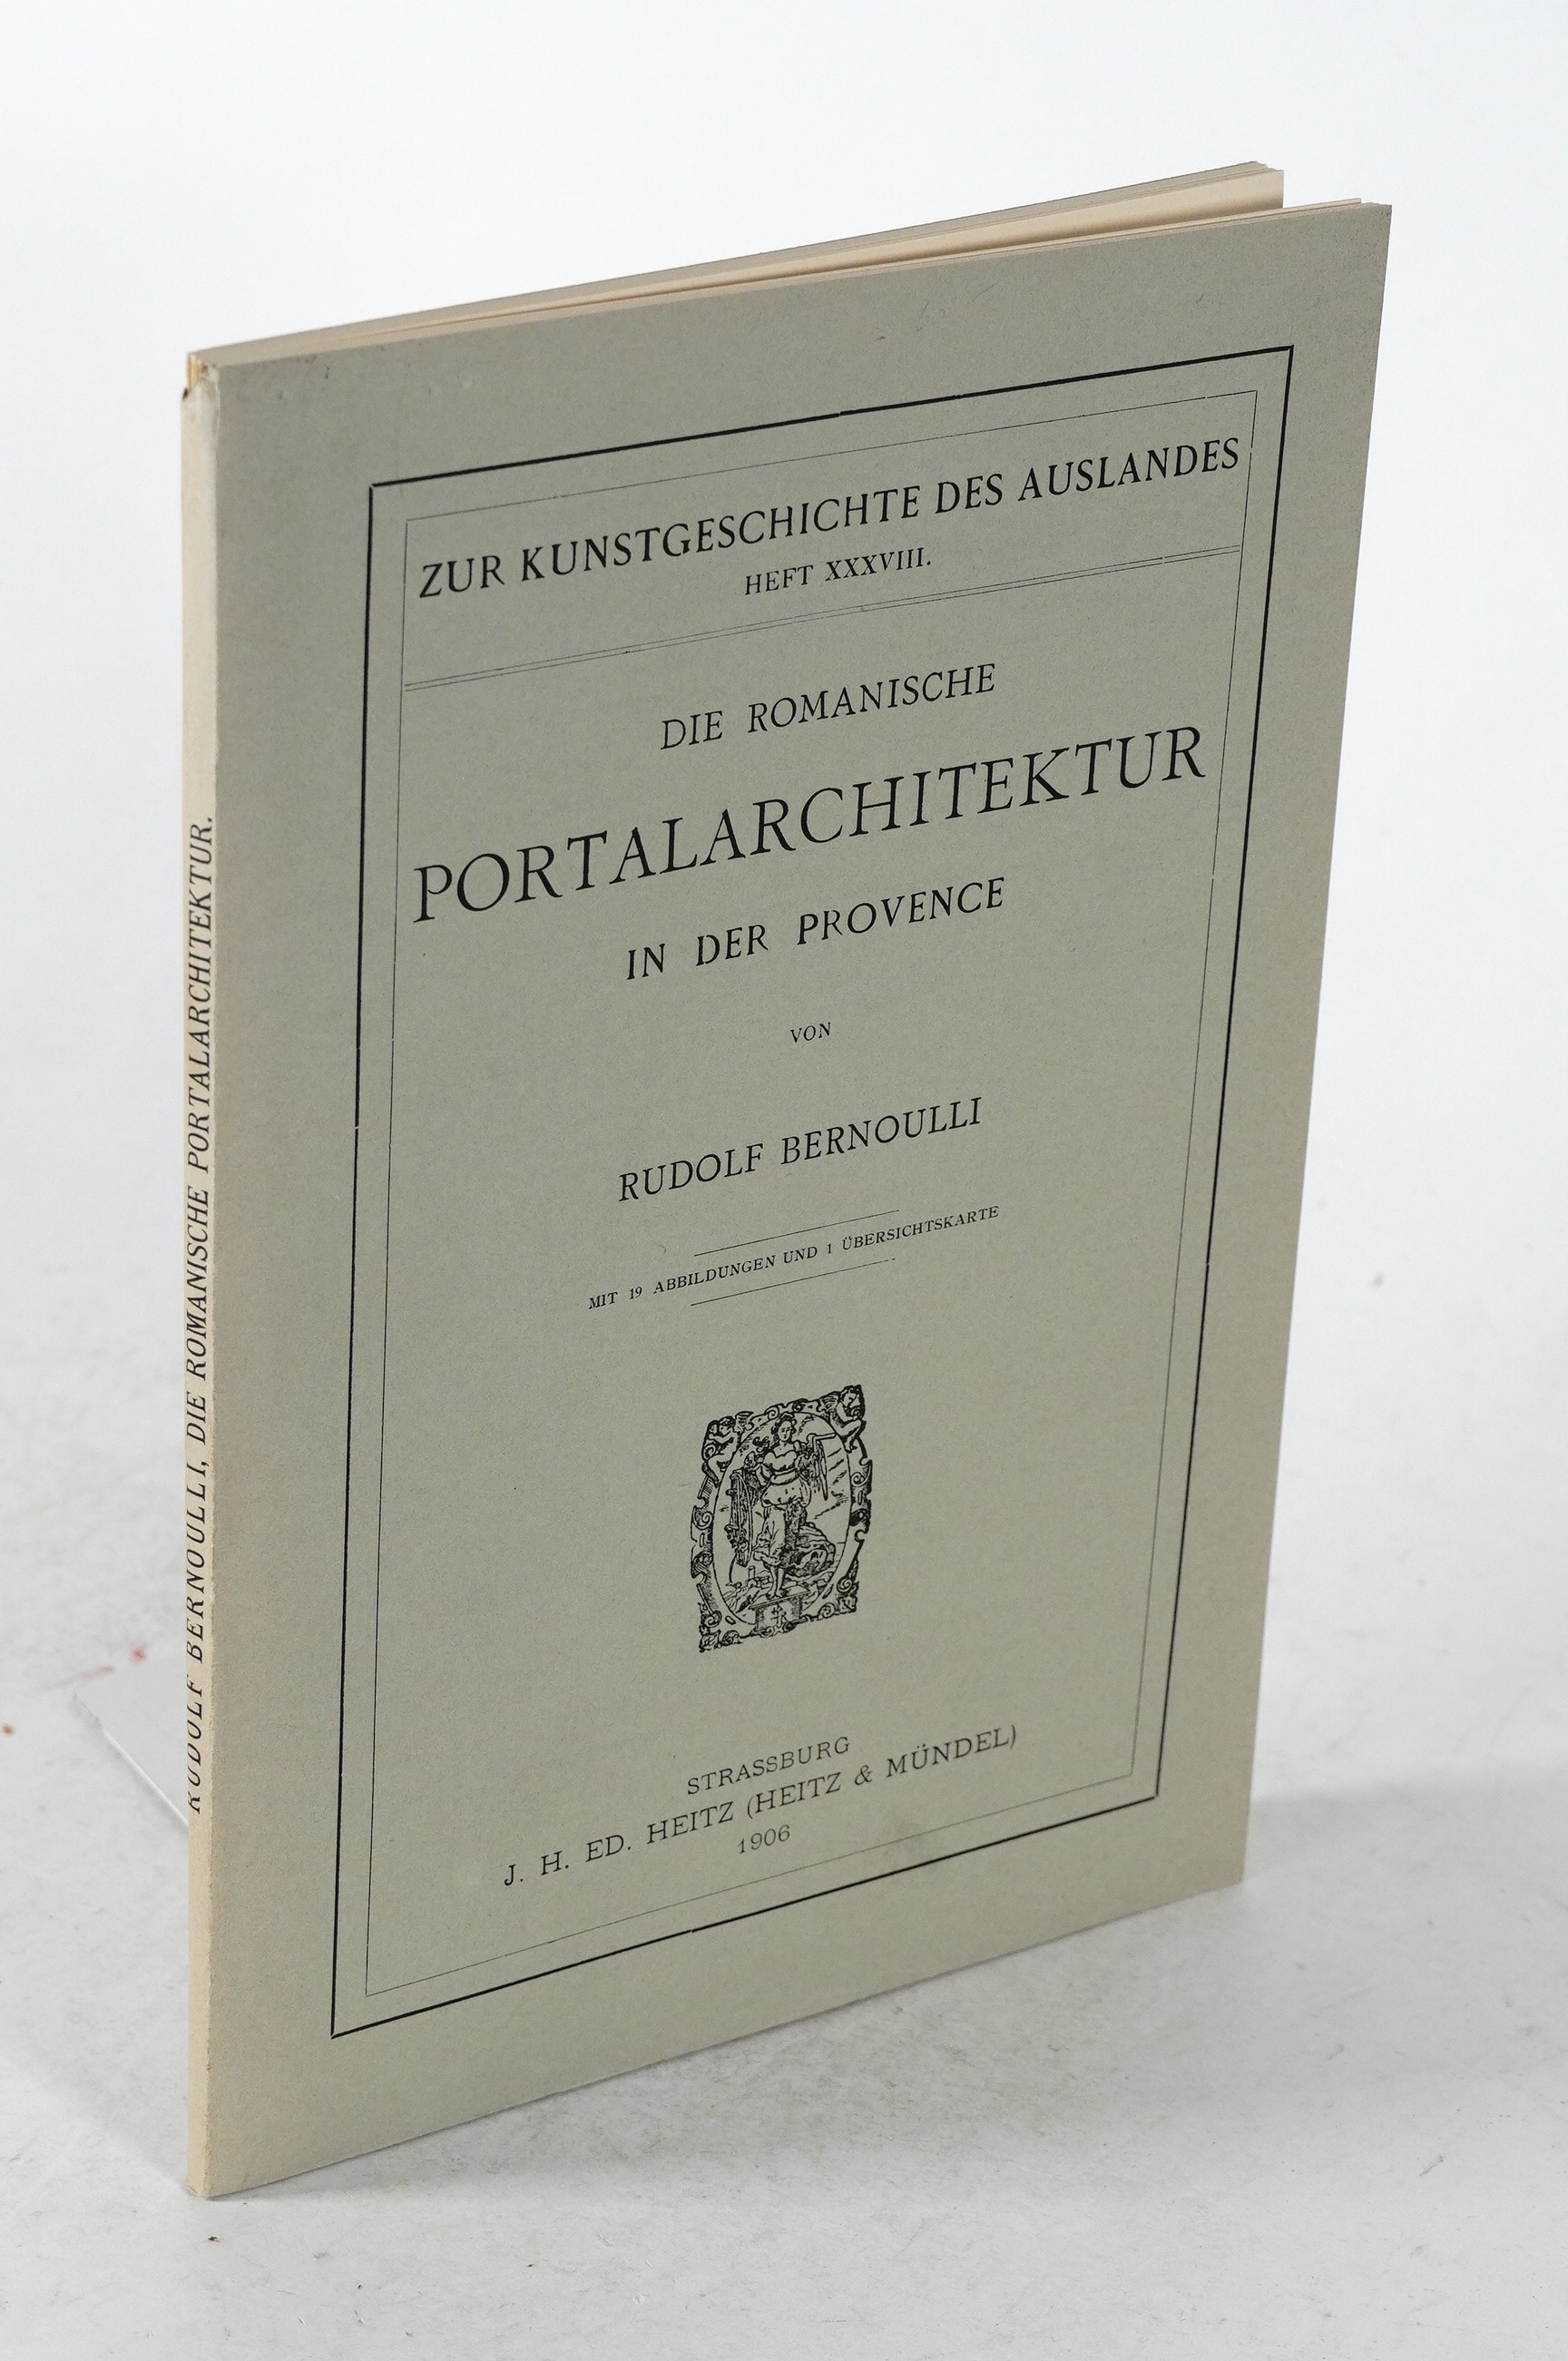 ZUR KUNSTGESCHICHTE DES AUSLANDES
HEFT XXXVIII.
DIE ROMANISCHE
PORTALARCHITEKTUR
IN DER PROVENCE
VON
RUDOLF BERNOULLI
MIT 19 ABBILDUNGEN UND 1 ÜBERSICHTSKARTE
STRASSBURG
J. H. ED. HEITZ (HEITZ & MÜNDEL)
1906
RUDOLF BERNOULLI, DIE ROMANISCHE PORTALARCHITEKTUR.